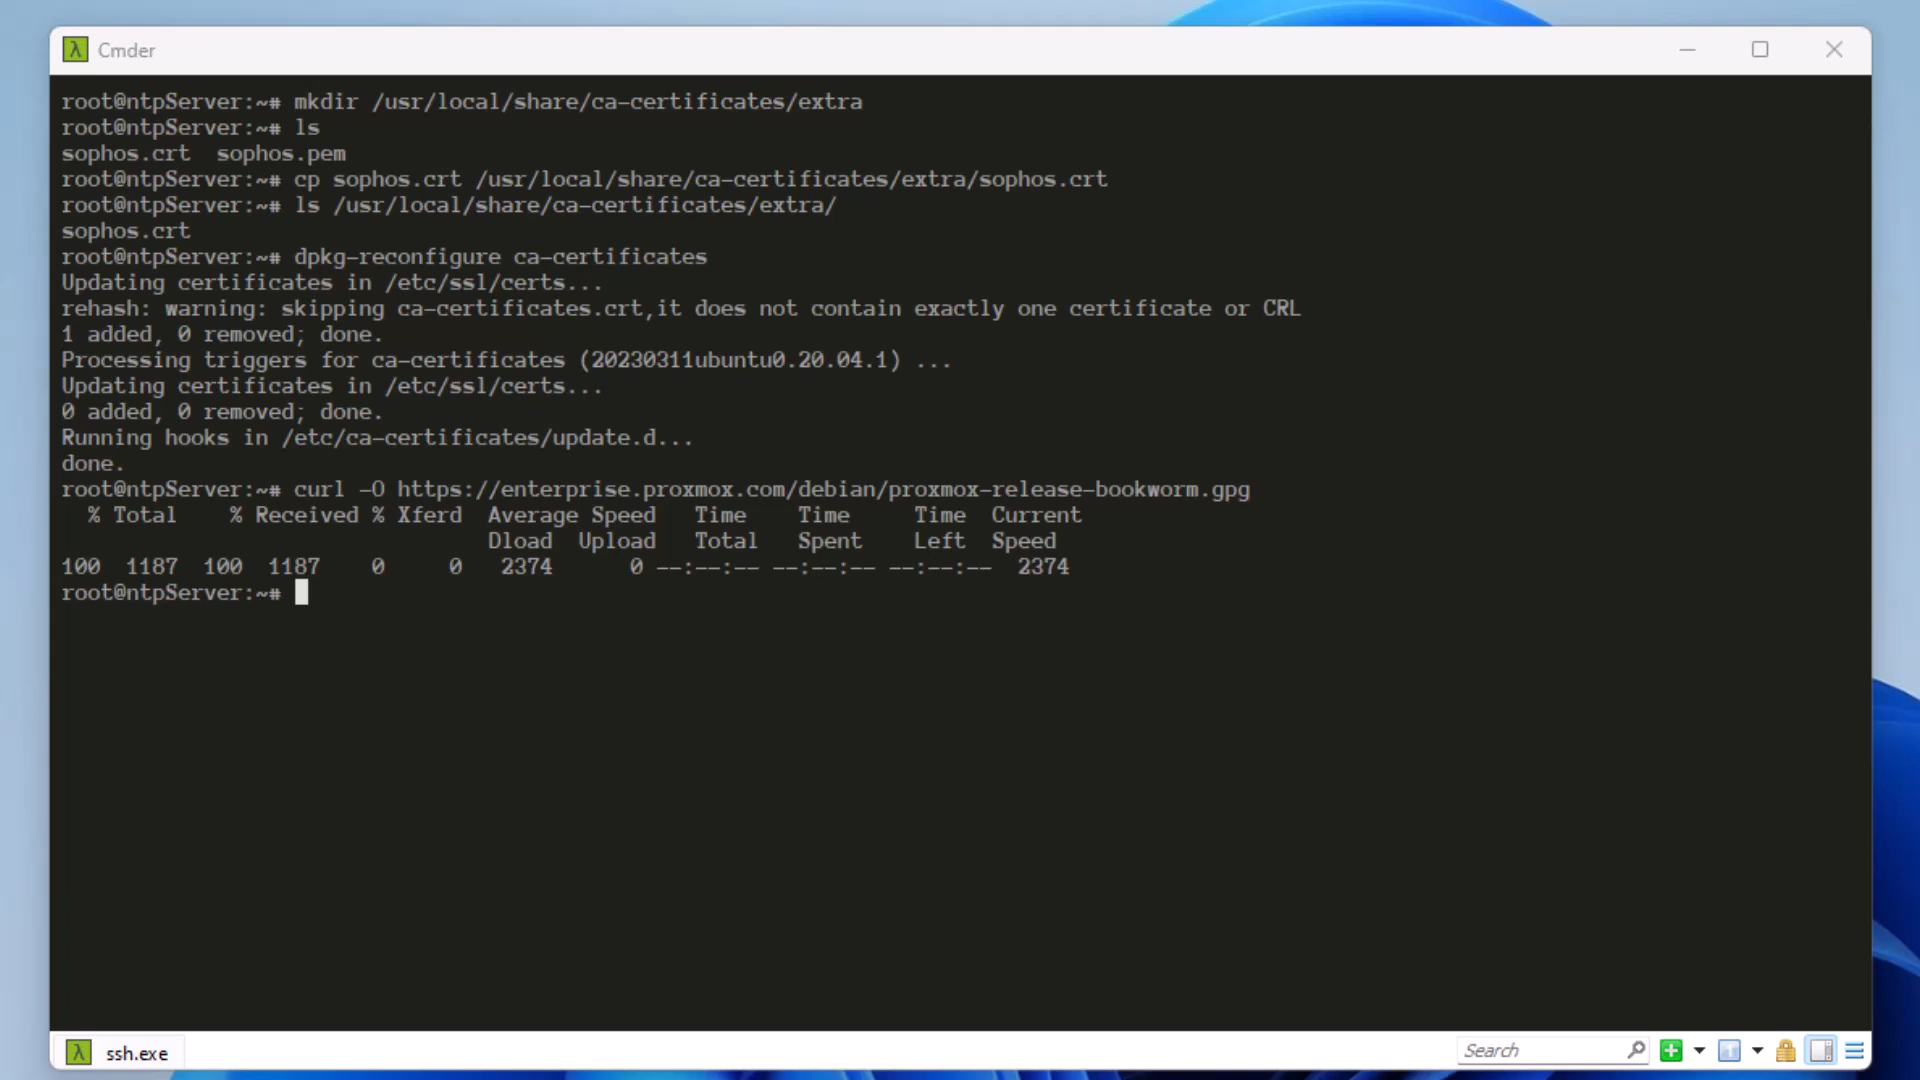 Cmder
root@ntpServer:~# mkdir /usr/local/share/ca-certificates/extra
root@ntpServer:~# ls
sophos.crt  sophos.pem
root@ntpServer:~# cp sophos.crt /usr/local/share/ca-certificates/extra/sophos.crt
root@ntpServer:~# ls /usr/local/share/ca-certificates/extra/
sophos.crt
root@ntpServer:~# dpkg-reconfigure ca-certificates
Updating certificates in /etc/ssl/certs...
rehash: warning: skipping ca-certificates.crt,it does not contain exactly one certificate or CRL
1 added, 0 removed; done.
Processing triggers for ca-certificates (20230311ubuntu0.20.04.1) ...
Updating certificates in /etc/ssl/certs...
0 added, 0 removed; done.
Running hooks in /etc/ca-certificates/update.d...
done.
root@ntpServer:~# curl -O https://enterprise.proxmox.com/debian/proxmox-release-bookworm.gpg
  % Total    % Received % Xferd  Average Speed   Time    Time     Time  Current
                                 Dload  Upload   Total   Spent    Left  Speed
100  1187  100  1187    0     0   2374      0 --:--:-- --:--:-- --:--:--  2374
root@ntpServer:~#
ssh.exe
Search